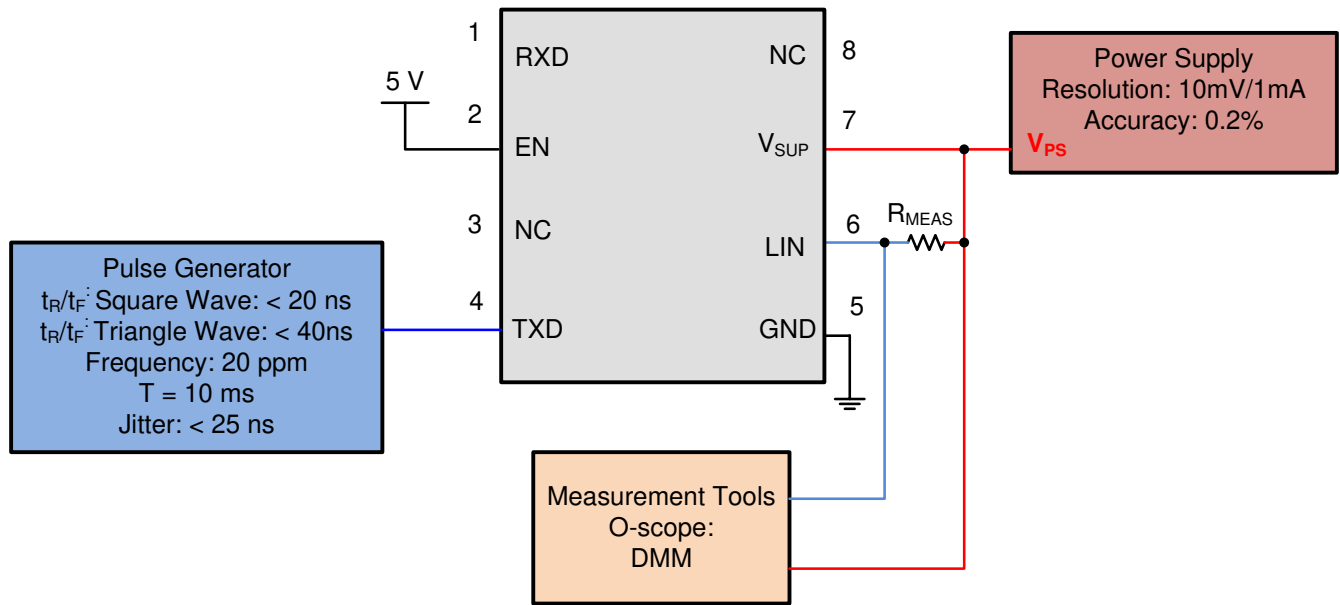 1
RXD
NC
8
5 V
2
EN
7
VSUP
3
NC
6
LIN
RMEAS
4
TXD
5
GND
Power Supply
Resolution: 10mV/1mA
Accuracy: 0.2%
VPS
Pulse Generator
tR/tF: Square Wave: < 20 ns
tR/tF: Triangle Wave: < 40ns
Frequency: 20 ppm
T = 10 ms
Jitter: < 25 ns
Measurement Tools
O-scope:
DMM